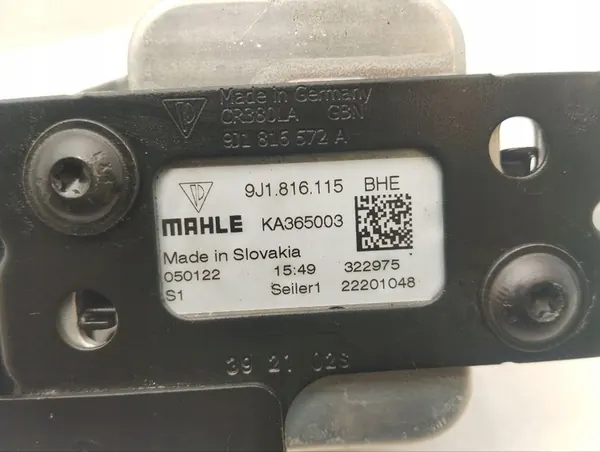 Made in Germany
CR380LA GBN
9J1 816 572 A
9J1.816.115 BHE
MAHLE KA365003
Made in Slovakia
050122 15:49 322975
S1 Seiler1 22201048
39 21 028